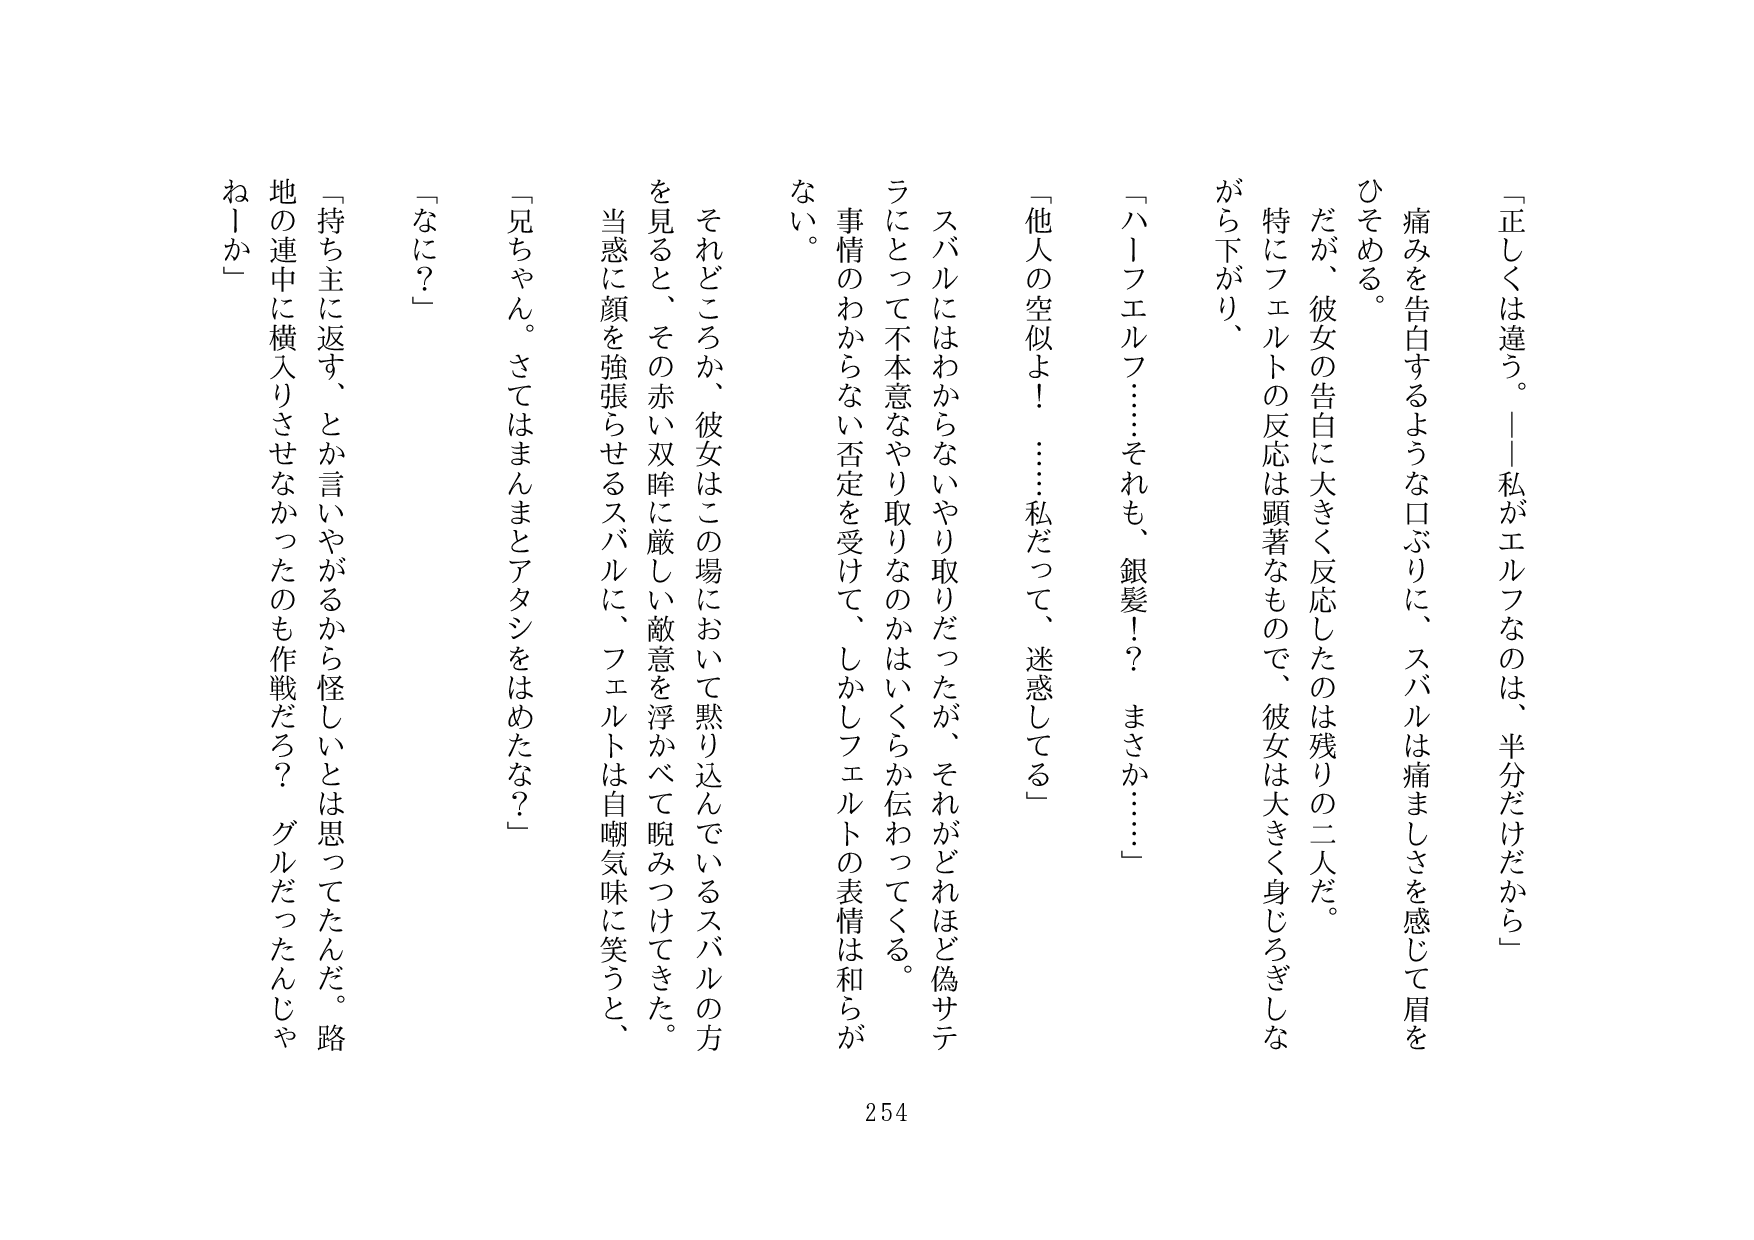 「正しくは違う。――私がエルフなのは、半分だけだから」
痛みを告白するような口ぶりに、スバルは痛ましさを感じて眉を
ひそめる。
だが、彼女の告白に大きく反応したのは残りの二人だ。
特にフェルトの反応は顕著なもので、彼女は大きく身じろぎしな
がら下がり、
「ハーフエルフ……それも、銀髪！？　まさか……」
「他人の空似よ！　……私だって、迷惑してる」
スバルにはわからないやり取りだったが、それがどれほど偽サテ
ラにとって不本意なやり取りなのかはいくらか伝わってくる。
事情のわからない否定を受けて、しかしフェルトの表情は和らが
ない。
それどころか、彼女はこの場において黙り込んでいるスバルの方
を見ると、その赤い双眸に厳しい敵意を浮かべて睨みつけてきた。
当惑に顔を強張らせるスバルに、フェルトは自嘲気味に笑うと、
「兄ちゃん。さてはまんまとアタシをはめたな？」
「なに？」
「持ち主に返す、とか言いやがるから怪しいとは思ってたんだ。路
地の連中に横入りさせなかったのも作戦だろ？　グルだったんじゃ
ねーか」
254